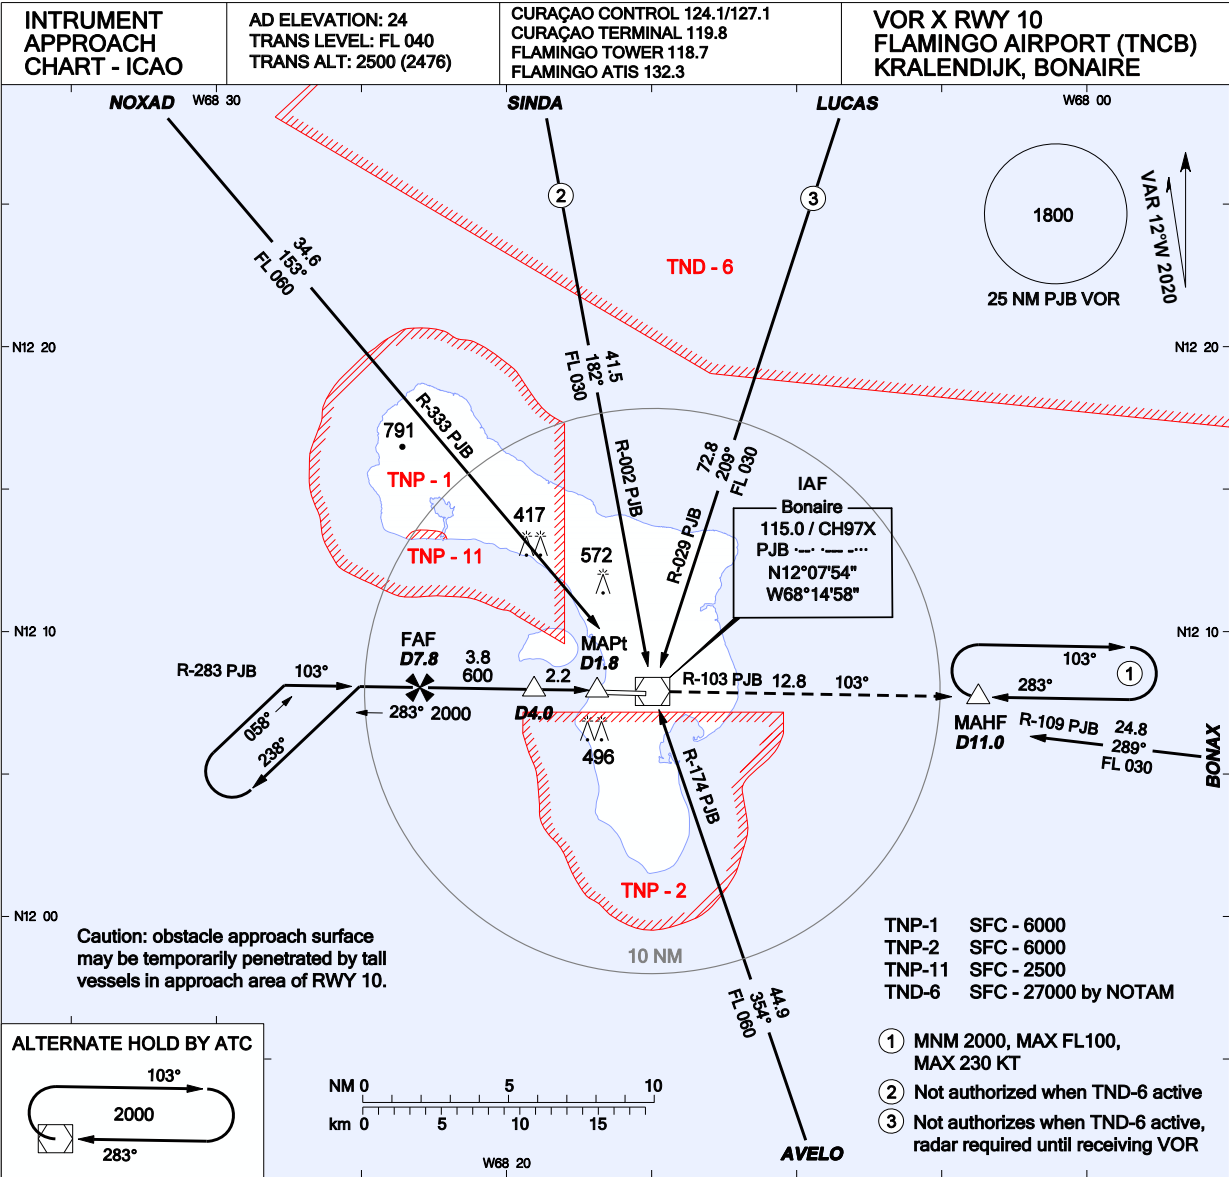 INTRUMENT
APPROACH
CHART - ICAO
AD ELEVATION: 24
TRANS LEVEL: FL 040
TRANS ALT: 2500 (2476)
CURAÇAO CONTROL 124.1/127.1
CURAÇAO TERMINAL 119.8
FLAMINGO TOWER 118.7
FLAMINGO ATIS 132.3
VOR X RWY 10
FLAMINGO AIRPORT (TNCB)
KRALENDIJK, BONAIRE
NOXAD
W68 30
SINDA
LUCAS
W68 00
2
3
1800
25 NM PJB VOR
VAR 12°W 2020
34.6
153°
FL 060
TND - 6
N12 20
N12 20
41.5
182°
FL 030
R-333 PJB
791
TNP - 1
R-002 PJB
72.8
209°
FL 030
R-029 PJB
417
TNP - 11
572
IAF
Bonaire
115.0 / CH97X
PJB ·--· ·--- -···
N12°07'54"
W68°14'58"
N12 10
N12 10
FAF
D7.8
3.8
600
2.2
MAPt
D1.8
R-283 PJB
103°
R-103 PJB
12.8
103°
103°
1
283°
058°
238°
283°
2000
D4.0
MAHF
D11.0
R-109 PJB
24.8
289°
FL 030
BONAX
496
R-174 PJB
TNP - 2
N12 00
10 NM
Caution: obstacle approach surface
may be temporarily penetrated by tall
vessels in approach area of RWY 10.
TNP-1 SFC - 6000
TNP-2 SFC - 6000
TNP-11 SFC - 2500
TND-6 SFC - 27000 by NOTAM
44.9
354°
FL 060
1 MNM 2000, MAX FL100,
MAX 230 KT
2 Not authorized when TND-6 active
3 Not authorizes when TND-6 active,
radar required until receiving VOR
ALTERNATE HOLD BY ATC
103°
2000
283°
NM 0 5 10
km 0 5 10 15
AVELO
W68 20